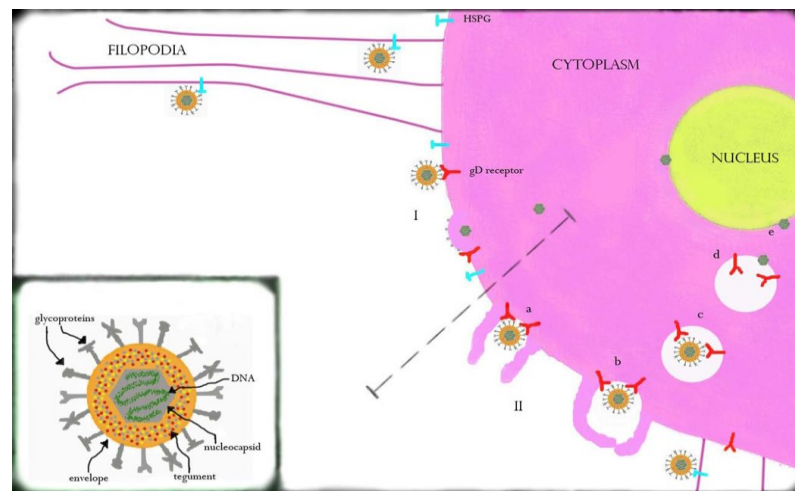 HSPG
FILOPODIA
CYTOPLASM
NUCLEUS
gD receptor
I
e
d
a
c
b
II
glycoproteins
DNA
nucleocapsid
envelope
tegument